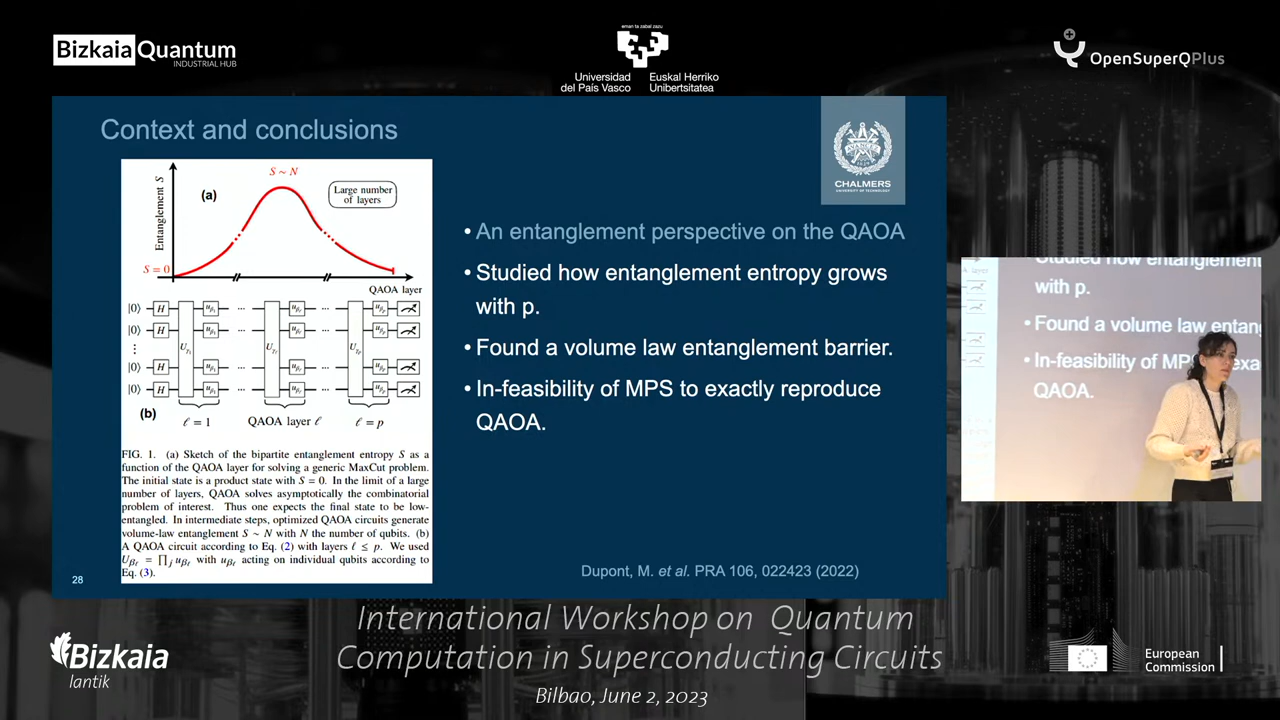 Bizkaia Quantum
INDUSTRIAL HUB
eman ta zabal zazu
Universidad
del País Vasco
Euskal Herriko
Unibertsitatea
OpenSuperQPlus
Context and conclusions
CHALMERS
UNIVERSITY OF TECHNOLOGY
Entanglement S
S ~ N
(a)
Large number
of layers
S = 0
QAOA layer
|0⟩ H
|0⟩ H
⋮
|0⟩ H
|0⟩ H
(b)
ℓ = 1
QAOA layer ℓ
ℓ = p
FIG. 1. (a) Sketch of the bipartite entanglement entropy S as a
function of the QAOA layer for solving a generic MaxCut problem.
The initial state is a product state with S = 0. In the limit of a large
number of layers, QAOA solves asymptotically the combinatorial
problem of interest. Thus one expects the final state to be low-
entangled. In intermediate steps, optimized QAOA circuits generate
volume-law entanglement S ~ N with N the number of qubits. (b)
A QAOA circuit according to Eq. (2) with layers ℓ ≤ p. We used
U_βℓ = ∏_j u_βℓ with u_βℓ acting on individual qubits according to
Eq. (3).
28
• An entanglement perspective on the QAOA
• Studied how entanglement entropy grows
with p.
• Found a volume law entanglement barrier.
• In-feasibility of MPS to exactly reproduce
QAOA.
Dupont, M. et al. PRA 106, 022423 (2022)
Studied how entanglement
with p.
• Found a volume law entang
• In-feasibility of MPS exa
QAOA.
International Workshop on Quantum
Computation in Superconducting Circuits
Bilbao, June 2, 2023
Bizkaia
lantik
European
Commission